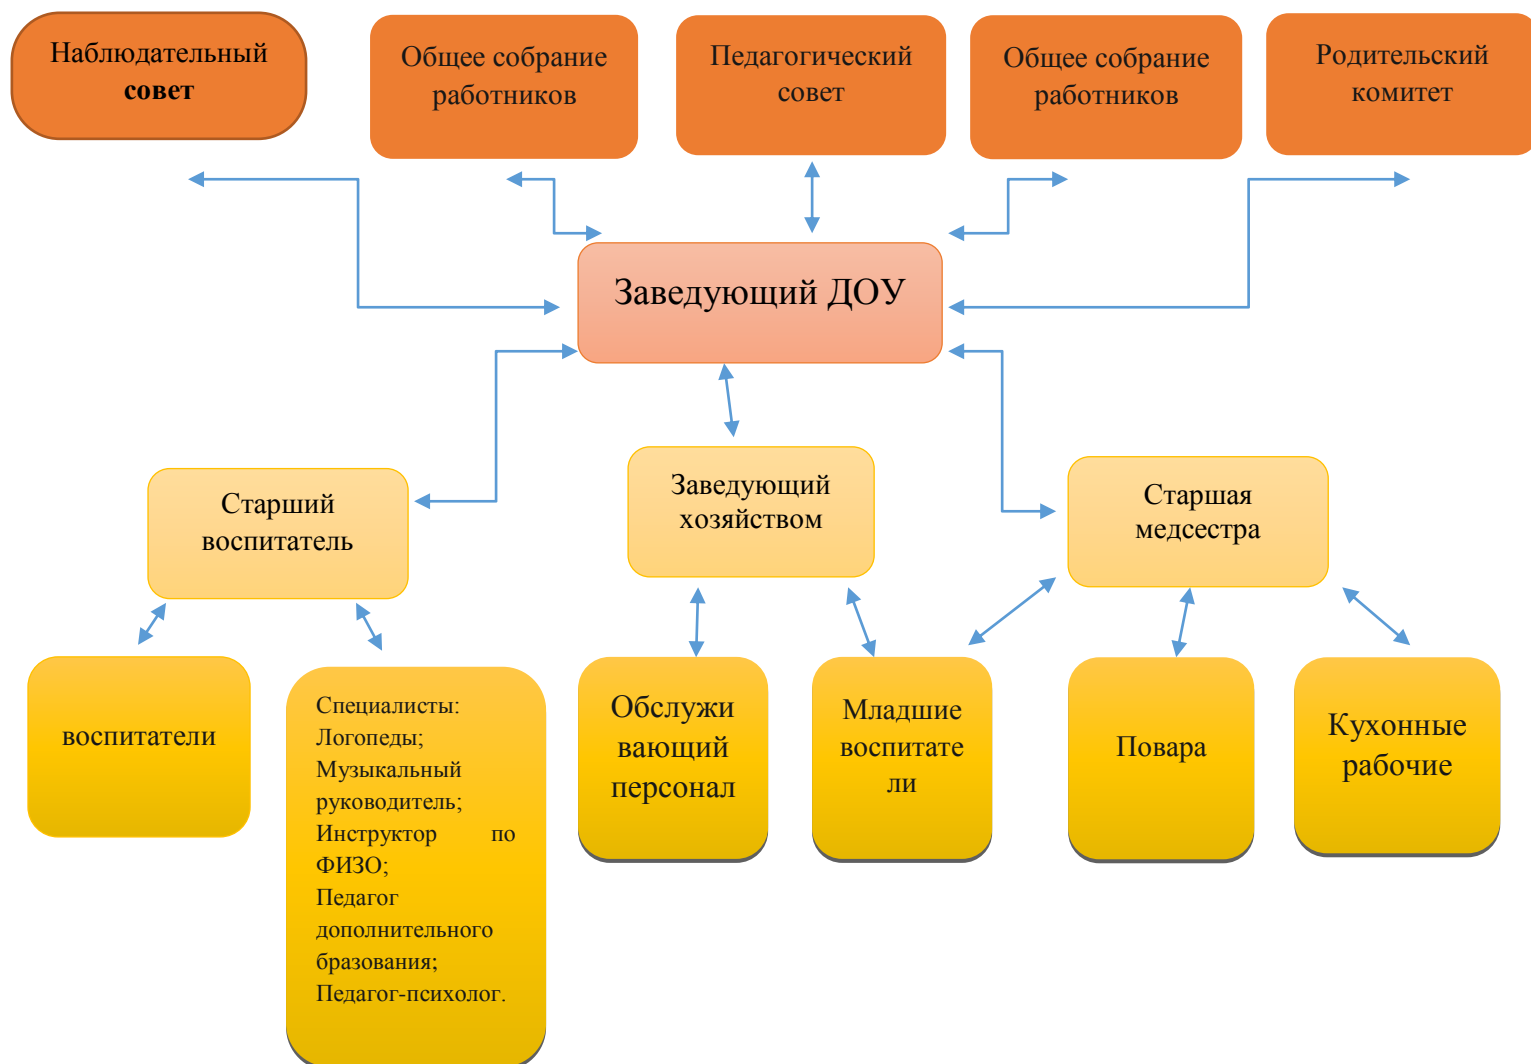 Наблюдательный
совет
Общее собрание
работников
Педагогический
совет
Общее собрание
работников
Родительский
комитет
Заведующий ДОУ
Старший
воспитатель
Заведующий
хозяйством
Старшая
медсестра
воспитатели
Специалисты:
Логопеды;
Музыкальный
руководитель;
Инструктор по
ФИЗО;
Педагог
дополнительного
бразования;
Педагог-психолог.
Обслужи
вающий
персонал
Младшие
воспитате
ли
Повара
Кухонные
рабочие